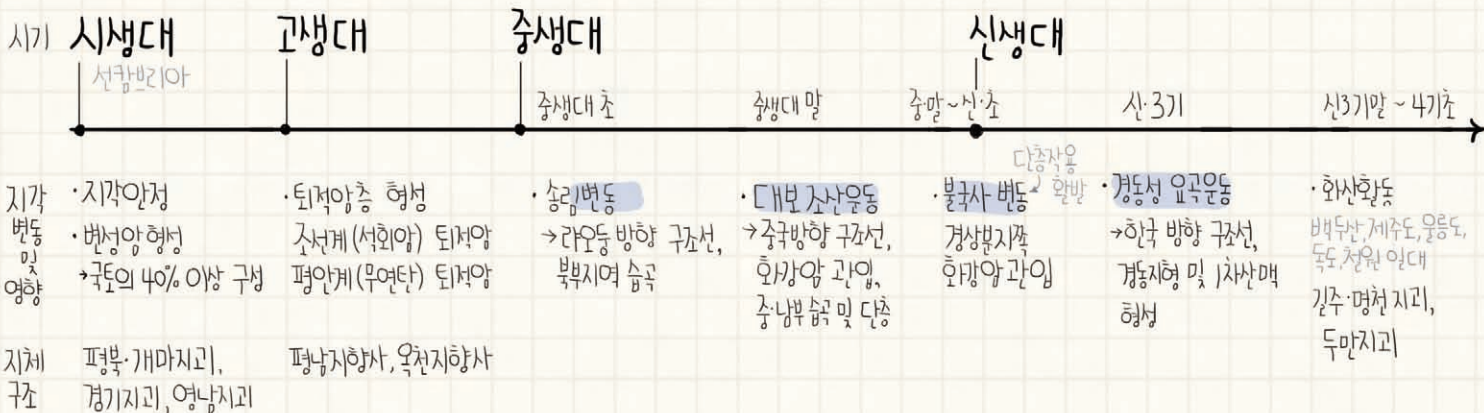 시기 시생대 고생대 중생대 신생대
선캄브리아
중생대 초 중생대 말 중·말~신·초 신·3기 신3기말 ~ 4기초
지각
변동
및
영향
· 지각안정
· 변성암 형성
→국토의 40% 이상 구성
· 퇴적암층 형성
조선계(석회암) 퇴적암
평안계(무연탄) 퇴적암
· 송림변동
→랴오둥 방향 구조선,
북부지역 습곡
· 대보 조산운동
→중국방향 구조선,
화강암 관입,
중·남부 습곡 및 단층
단층작용
활발
· 불국사 변동
경상분지쪽
화강암 관입
· 경동성 요곡운동
→한국 방향 구조선,
경동지형 및 1차산맥
형성
· 화산활동
백두산, 제주도, 울릉도,
독도, 철원 일대
길주·명천 지괴,
두만지괴
지체
구조
평북·개마지괴,
경기지괴, 영남지괴
평남지향사, 옥천지향사